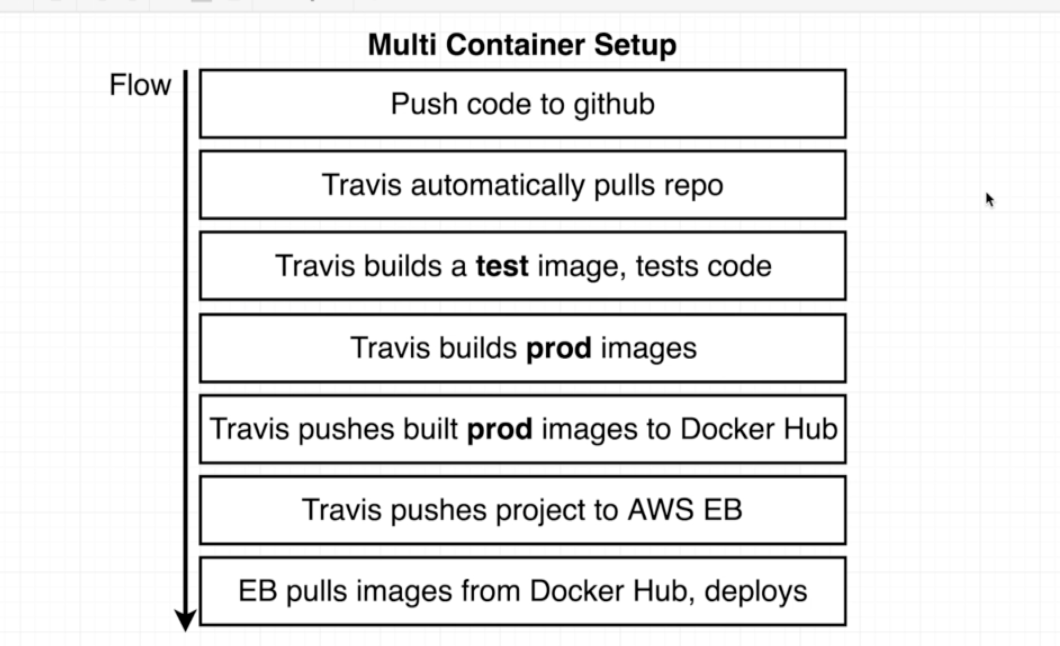 Multi Container Setup
Flow
Push code to github
Travis automatically pulls repo
Travis builds a test image, tests code
Travis builds prod images
Travis pushes built prod images to Docker Hub
Travis pushes project to AWS EB
EB pulls images from Docker Hub, deploys